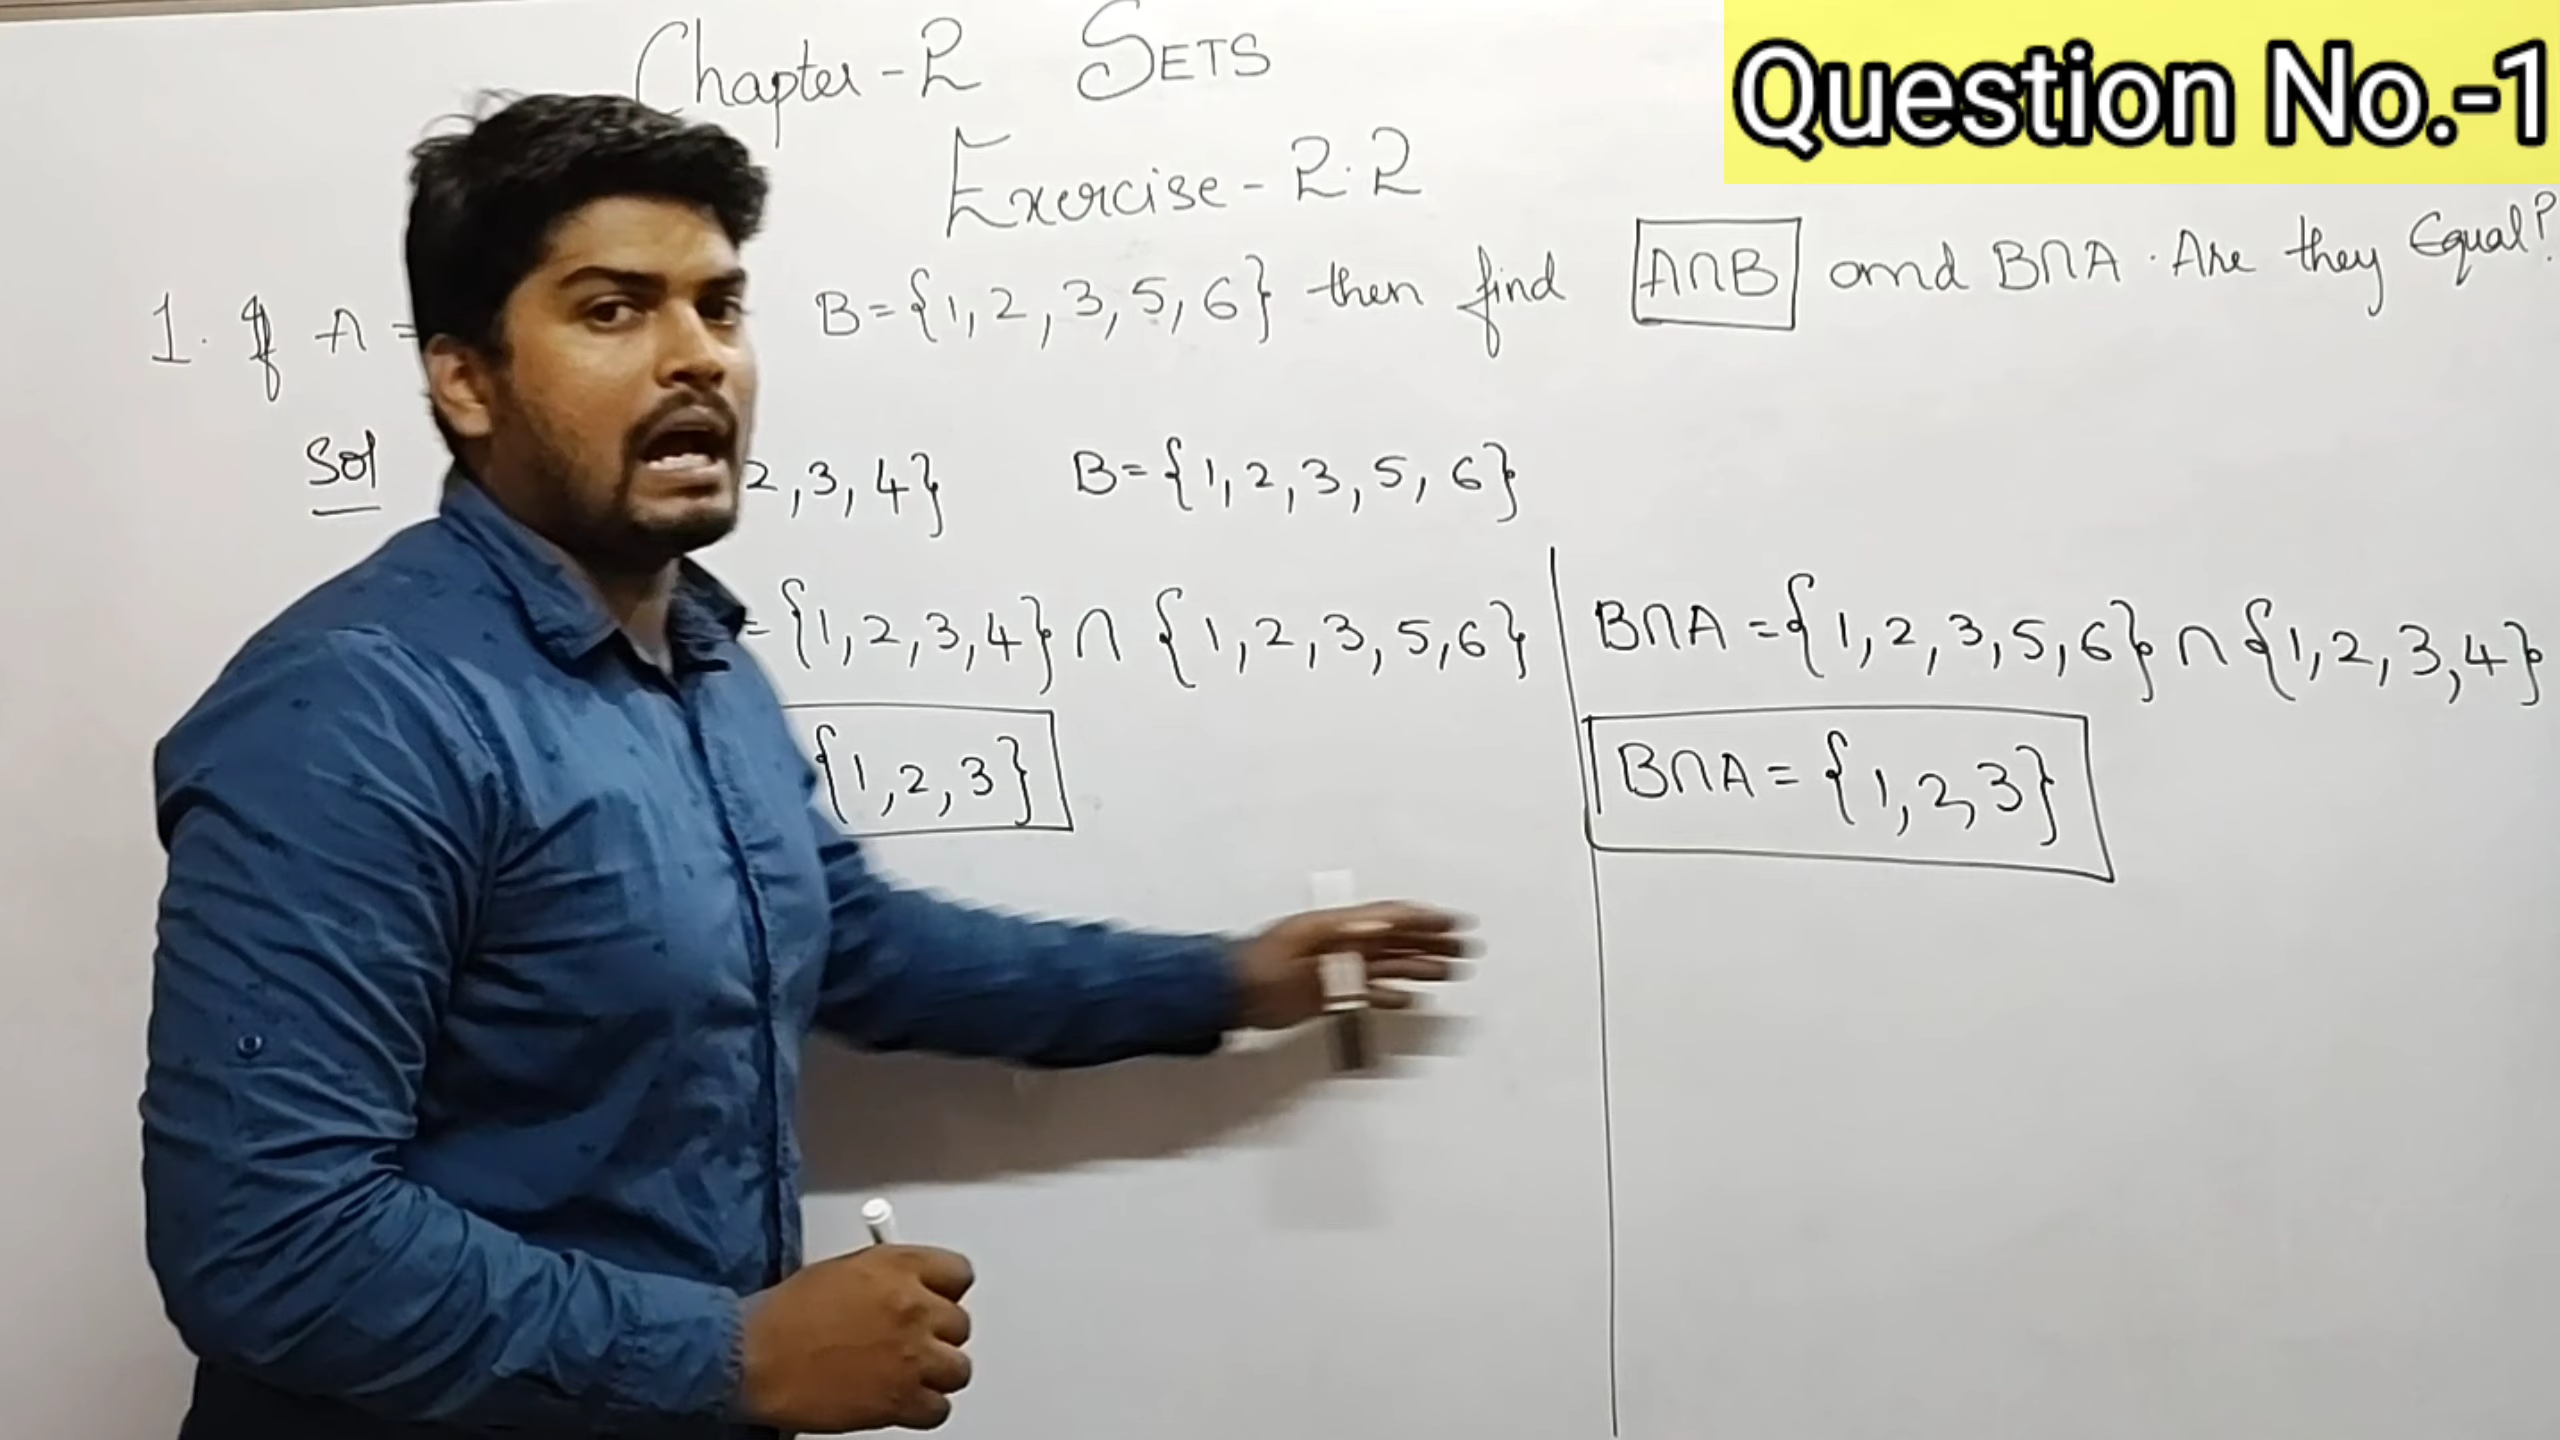 Chapter-2 SETS
Question No.-1
Exercise-2.2
1. If A = B={1,2,3,5,6} then find A∩B and B∩A. Are they Equal?
Sol 2,3,4} B={1,2,3,5,6}
={1,2,3,4}∩{1,2,3,5,6}
B∩A={1,2,3,5,6}∩{1,2,3,4}
{1,2,3}
B∩A={1,2,3}